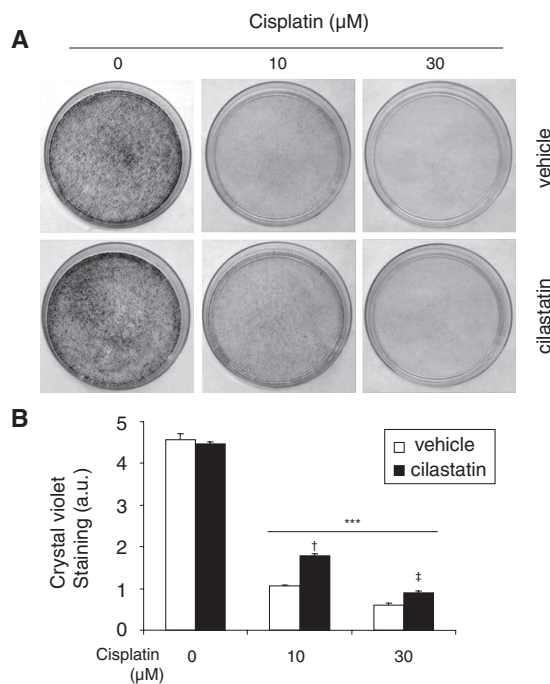 A
Cisplatin (µM)
0 10 30
vehicle
cilastatin
B
5
4
3
2
1
0
Crystal violet
Staining (a.u.)
vehicle
cilastatin
***
†
‡
Cisplatin
(µM)
0 10 30